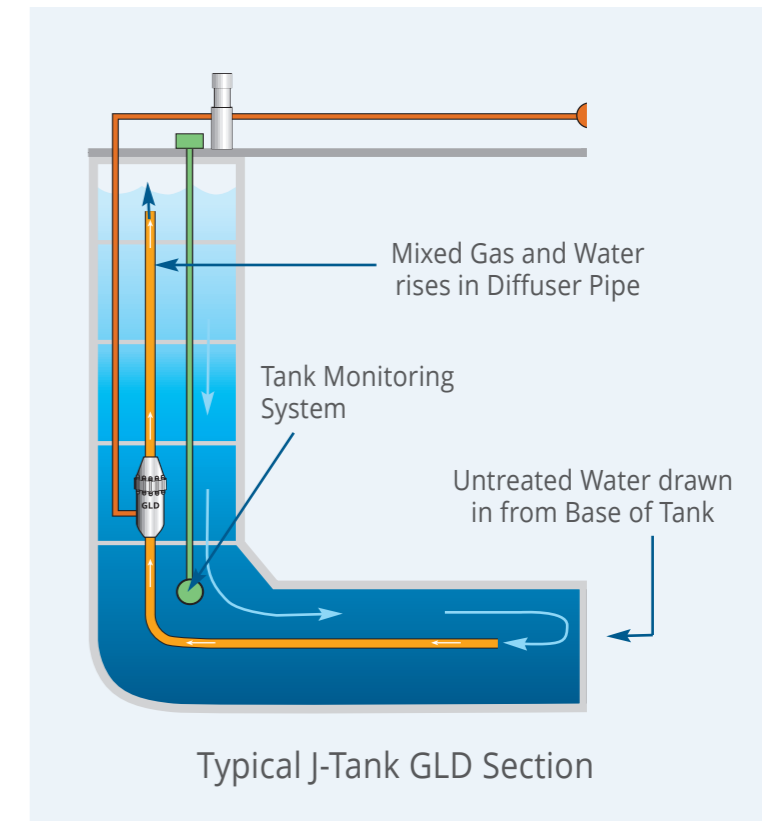 Mixed Gas and Water
rises in Diffuser Pipe
Tank Monitoring
System
Untreated Water drawn
in from Base of Tank
GLD
Typical J-Tank GLD Section